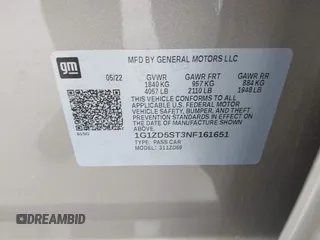 gm
MFD BY GENERAL MOTORS LLC
05/22 GVWR GAWR FRT GAWR RR
1840 KG 957 KG 884 KG
4057 LB 2110 LB 1948 LB
THIS VEHICLE CONFORMS TO ALL APPLICABLE
U.S. FEDERAL MOTOR VEHICLE SAFETY,
BUMPER, AND THEFT PREVENTION
STANDARDS IN EFFECT ON THE DATE OF
MANUFACTURE SHOWN ABOVE.
1G1ZD5ST3NF161651
TYPE: PASS CAR
MODEL: 1ZD69
DREAMBID